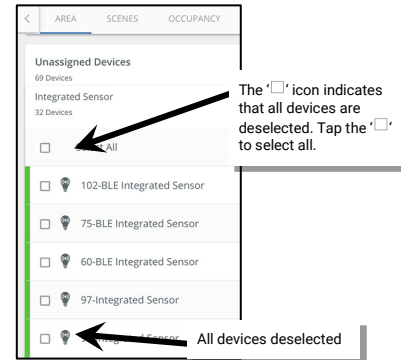 AREA SCENES OCCUPANCY
Unassigned Devices
69 Devices
Integrated Sensor
32 Devices
The ‘☐‘ icon indicates
that all devices are
deselected. Tap the ‘☐‘
to select all.
Select All
102-BLE Integrated Sensor
75-BLE Integrated Sensor
60-BLE Integrated Sensor
97-Integrated Sensor
Integrated Sensor
All devices deselected